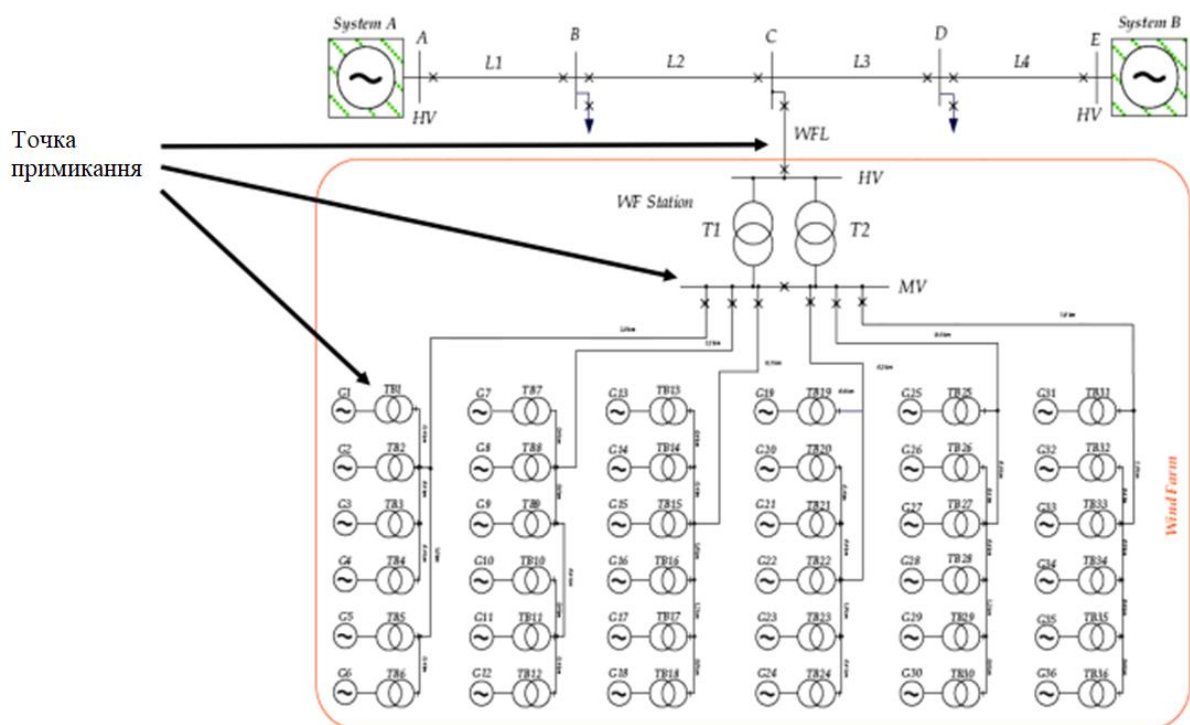 System A
System B
A
B
C
D
E
L1
L2
L3
L4
HV
HV
Точка
примикання
WFL
HV
WF Station
T1
T2
MV
G1
TB1
G7
TB7
G13
TB13
G19
TB19
G25
TB25
G31
TB31
G2
TB2
G8
TB8
G14
TB14
G20
TB20
G26
TB26
G32
TB32
G3
TB3
G9
TB9
G15
TB15
G21
TB21
G27
TB27
G33
TB33
G4
TB4
G10
TB10
G16
TB16
G22
TB22
G28
TB28
G34
TB34
G5
TB5
G11
TB11
G17
TB17
G23
TB23
G29
TB29
G35
TB35
G6
TB6
G12
TB12
G18
TB18
G24
TB24
G30
TB30
G36
TB36
Wind Farm